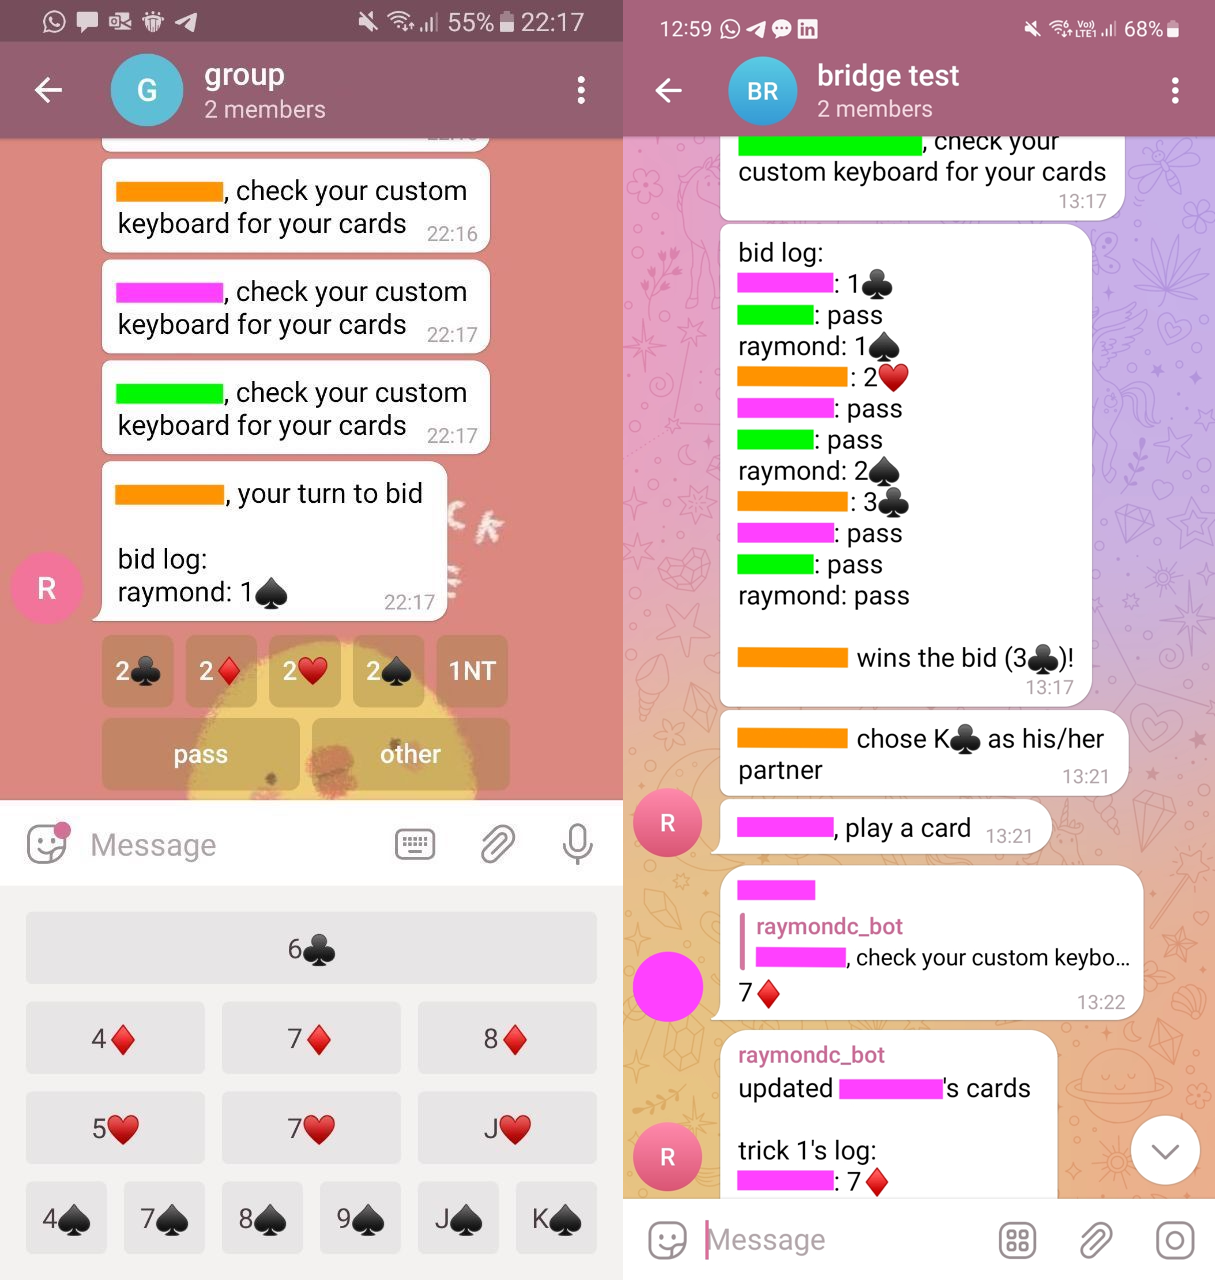 55% 22:17
G
group
2 members
, check your custom
keyboard for your cards
22:16
, check your custom
keyboard for your cards
22:17
, check your custom
keyboard for your cards
22:17
, your turn to bid
bid log:
raymond: 1♠
22:17
R
2♣ 2♦ 2♥ 2♠ 1NT
pass other
Message
6♣
4♦ 7♦ 8♦
5♥ 7♥ J♥
4♠ 7♠ 8♠ 9♠ J♠ K♠
12:59 68%
BR
bridge test
2 members
, check your
custom keyboard for your cards
13:17
bid log:
: 1♣
: pass
raymond: 1♠
: 2♥
: pass
: pass
raymond: 2♠
: 3♣
: pass
: pass
raymond: pass
wins the bid (3♣)!
13:17
chose K♣ as his/her
partner
13:21
R
, play a card
13:21
raymondc_bot
, check your custom keybo...
7♦
13:22
raymondc_bot
updated 's cards
trick 1's log:
: 7♦
R
Message